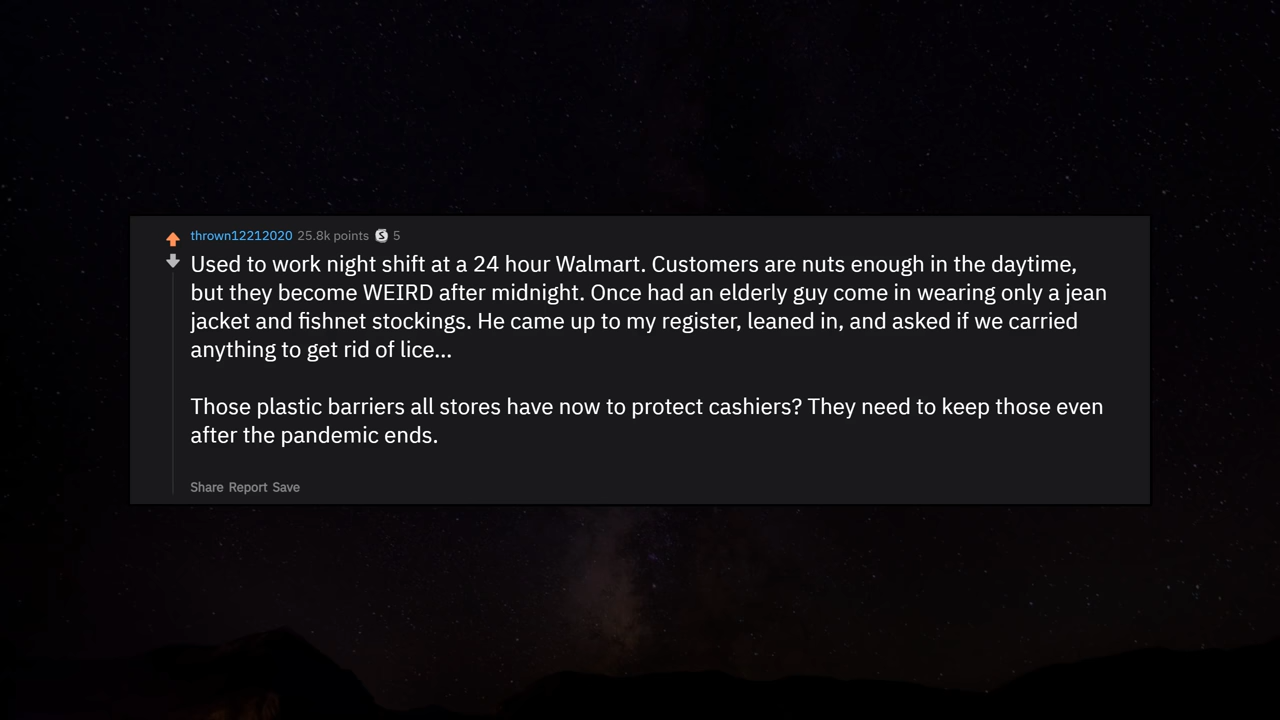 thrown12212020 25.8k points S 5
Used to work night shift at a 24 hour Walmart. Customers are nuts enough in the daytime,
but they become WEIRD after midnight. Once had an elderly guy come in wearing only a jean
jacket and fishnet stockings. He came up to my register, leaned in, and asked if we carried
anything to get rid of lice...
Those plastic barriers all stores have now to protect cashiers? They need to keep those even
after the pandemic ends.
Share Report Save